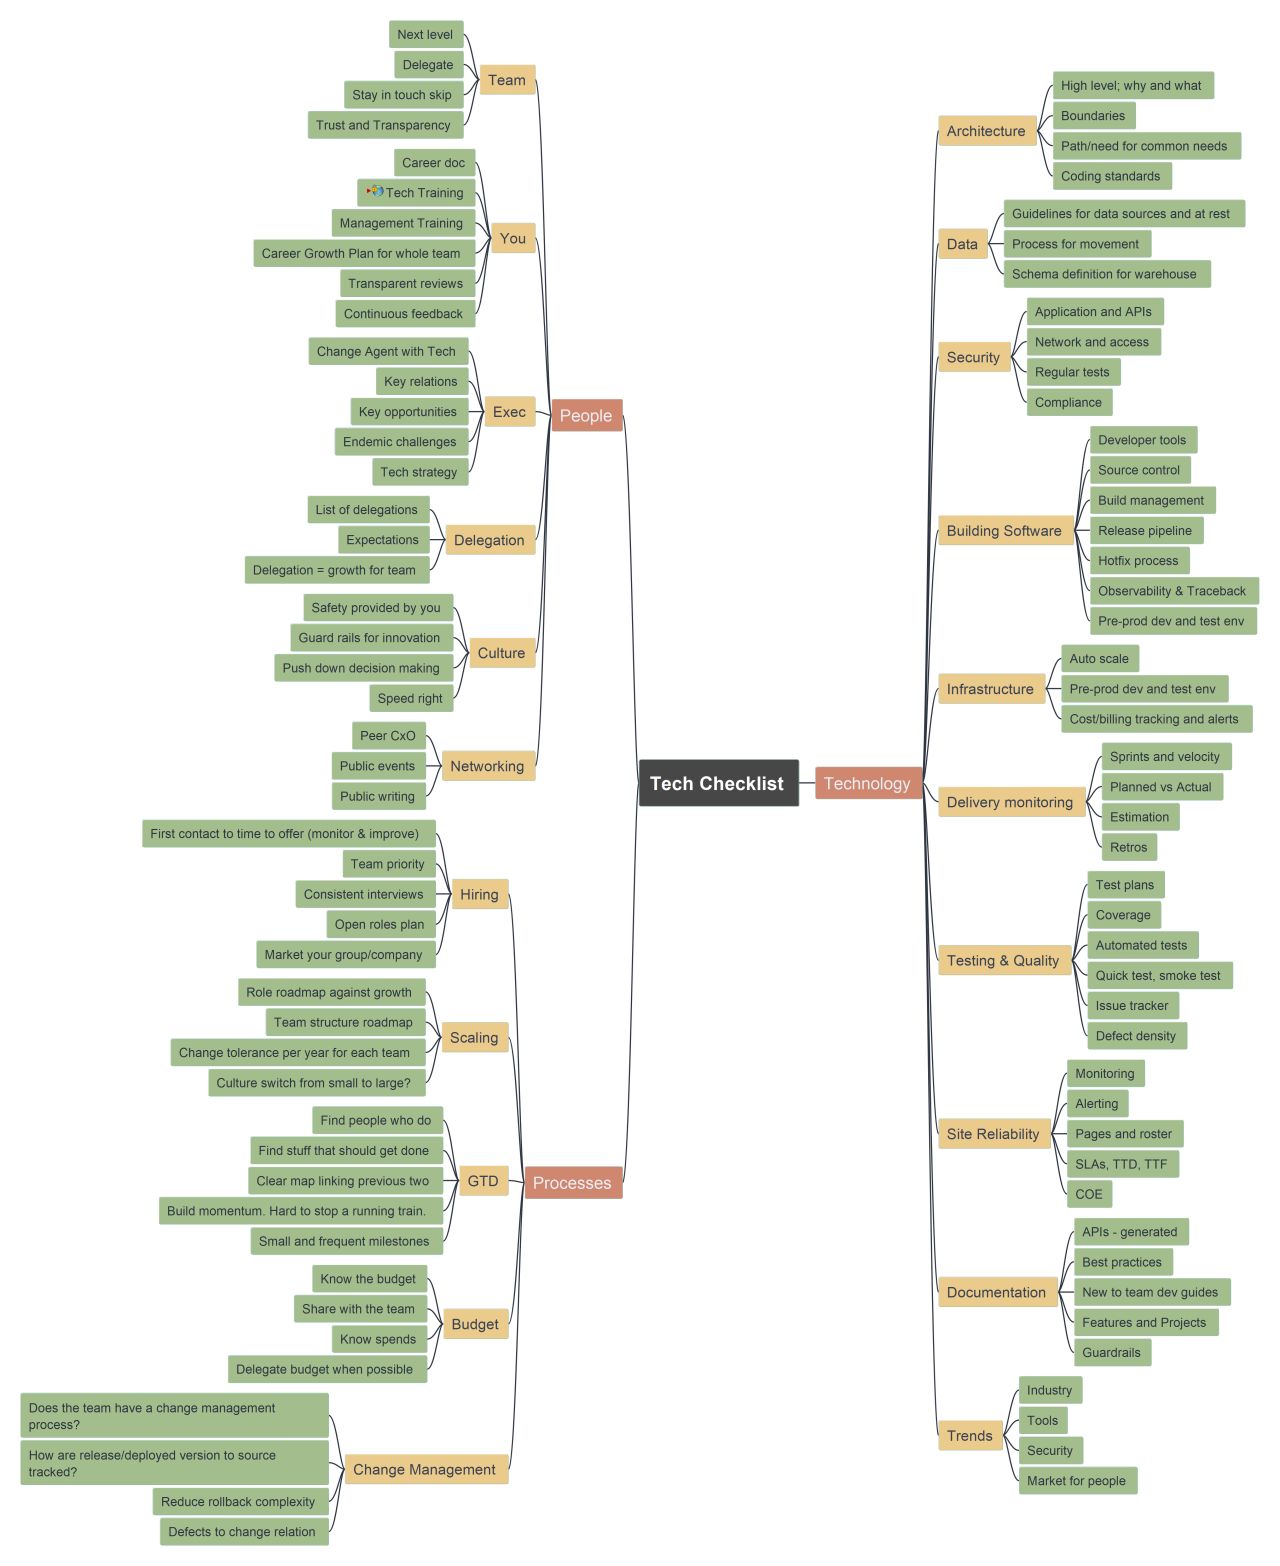 Tech Checklist
People
Team
Next level
Delegate
Stay in touch skip
Trust and Transparency
You
Career doc
Tech Training
Management Training
Career Growth Plan for whole team
Transparent reviews
Continuous feedback
Exec
Change Agent with Tech
Key relations
Key opportunities
Endemic challenges
Tech strategy
Delegation
List of delegations
Expectations
Delegation = growth for team
Culture
Safety provided by you
Guard rails for innovation
Push down decision making
Speed right
Networking
Peer CxO
Public events
Public writing
Processes
Hiring
First contact to time to offer (monitor & improve)
Team priority
Consistent interviews
Open roles plan
Market your group/company
Scaling
Role roadmap against growth
Team structure roadmap
Change tolerance per year for each team
Culture switch from small to large?
GTD
Find people who do
Find stuff that should get done
Clear map linking previous two
Build momentum. Hard to stop a running train.
Small and frequent milestones
Budget
Know the budget
Share with the team
Know spends
Delegate budget when possible
Change Management
Does the team have a change management
process?
How are release/deployed version to source
tracked?
Reduce rollback complexity
Defects to change relation
Technology
Architecture
High level; why and what
Boundaries
Path/need for common needs
Coding standards
Data
Guidelines for data sources and at rest
Process for movement
Schema definition for warehouse
Security
Application and APIs
Network and access
Regular tests
Compliance
Building Software
Developer tools
Source control
Build management
Release pipeline
Hotfix process
Observability & Traceback
Pre-prod dev and test env
Infrastructure
Auto scale
Pre-prod dev and test env
Cost/billing tracking and alerts
Delivery monitoring
Sprints and velocity
Planned vs Actual
Estimation
Retros
Testing & Quality
Test plans
Coverage
Automated tests
Quick test, smoke test
Issue tracker
Defect density
Site Reliability
Monitoring
Alerting
Pages and roster
SLAs, TTD, TTF
COE
Documentation
APIs - generated
Best practices
New to team dev guides
Features and Projects
Guardrails
Trends
Industry
Tools
Security
Market for people